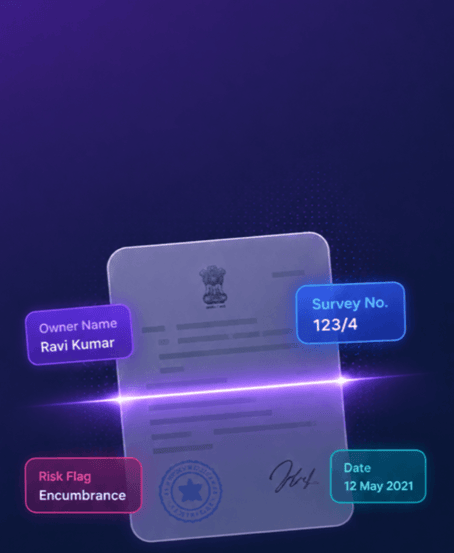 Survey No.
123/4
Owner Name
Ravi Kumar
Risk Flag
Encumbrance
Date
12 May 2021